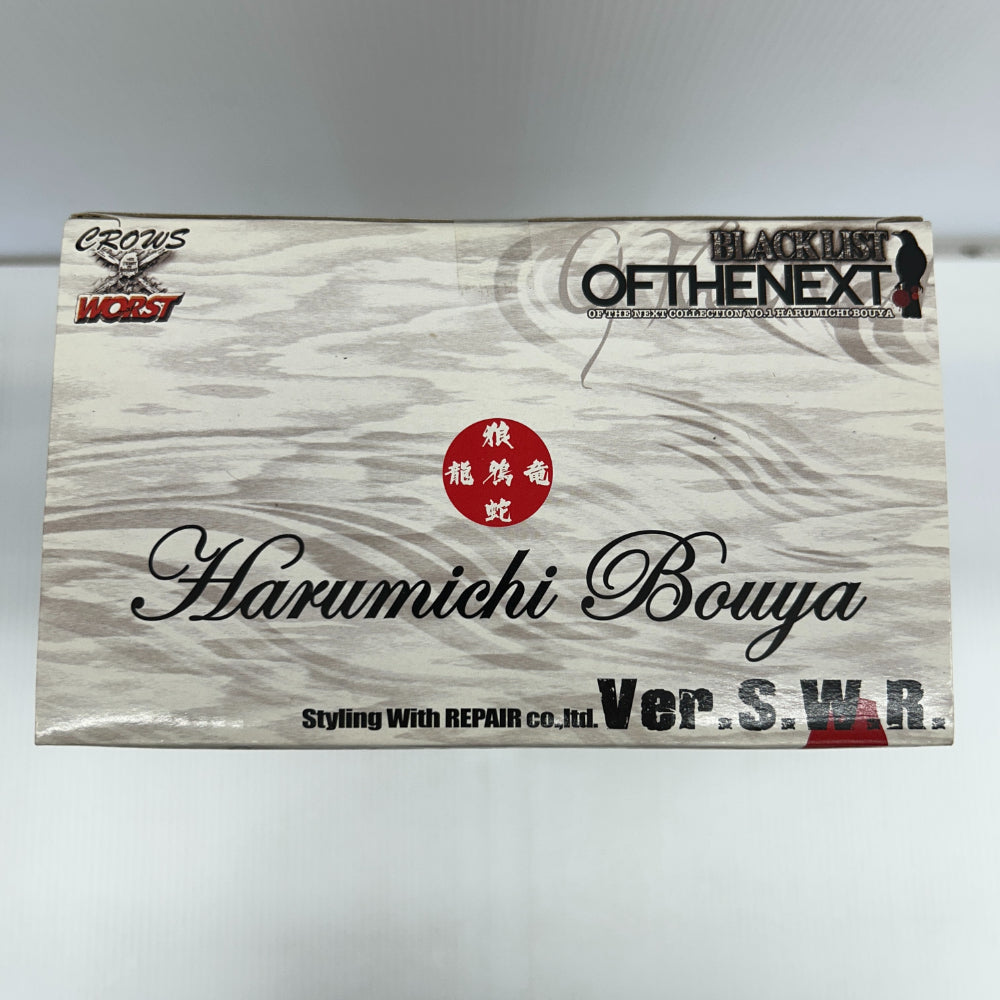 CROWS
WORST
BLACK LIST
OFTHENEXT
OF THE NEXT COLLECTION NO.1 HARUMICHI BOUYA
狼
龍 鴉 竜
蛇
Harumichi Bouya
Styling With REPAIR co.,ltd. Ver.S.W.R.